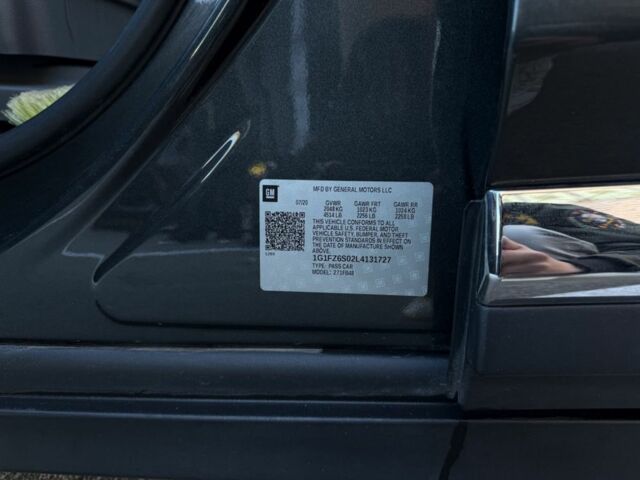 GM
MFD BY GENERAL MOTORS LLC
07/20 GVWR GAWR FRT GAWR RR
2048 KG 1023 KG 1024 KG
4514 LB 2256 LB 2258 LB
THIS VEHICLE CONFORMS TO ALL
APPLICABLE U.S. FEDERAL MOTOR
VEHICLE SAFETY, BUMPER, AND THEFT
PREVENTION STANDARDS IN EFFECT ON
THE DATE OF MANUFACTURE SHOWN
ABOVE.
1G1FZ6S02L4131727
TYPE: PASS CAR
MODEL: 271FB48